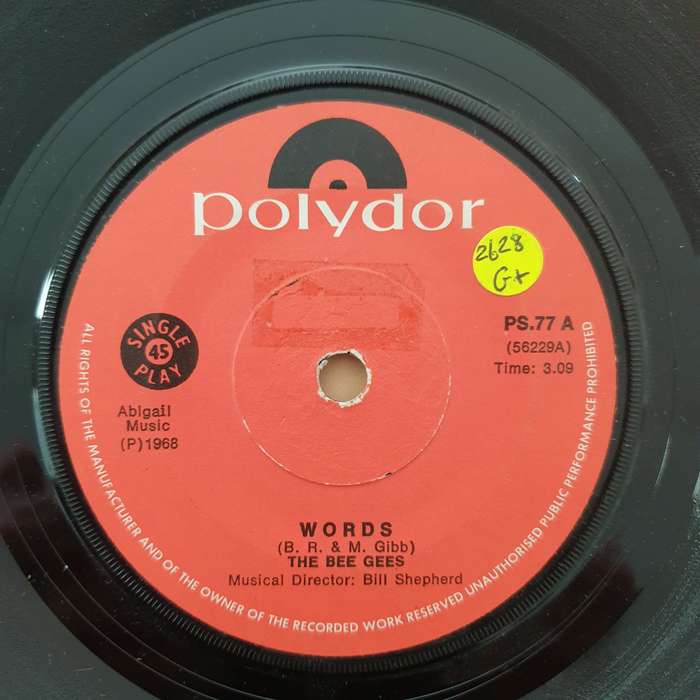 polydor
2628
G+
PS.77 A
(56229A)
Time: 3.09
SINGLE
45
PLAY
Abigail
Music
(P)1968
WORDS
(B. R. & M. Gibb)
THE BEE GEES
Musical Director: Bill Shepherd
ALL RIGHTS OF THE MANUFACTURER AND OF THE OWNER OF THE RECORDED WORK RESERVED UNAUTHORISED PUBLIC PERFORMANCE PROHIBITED